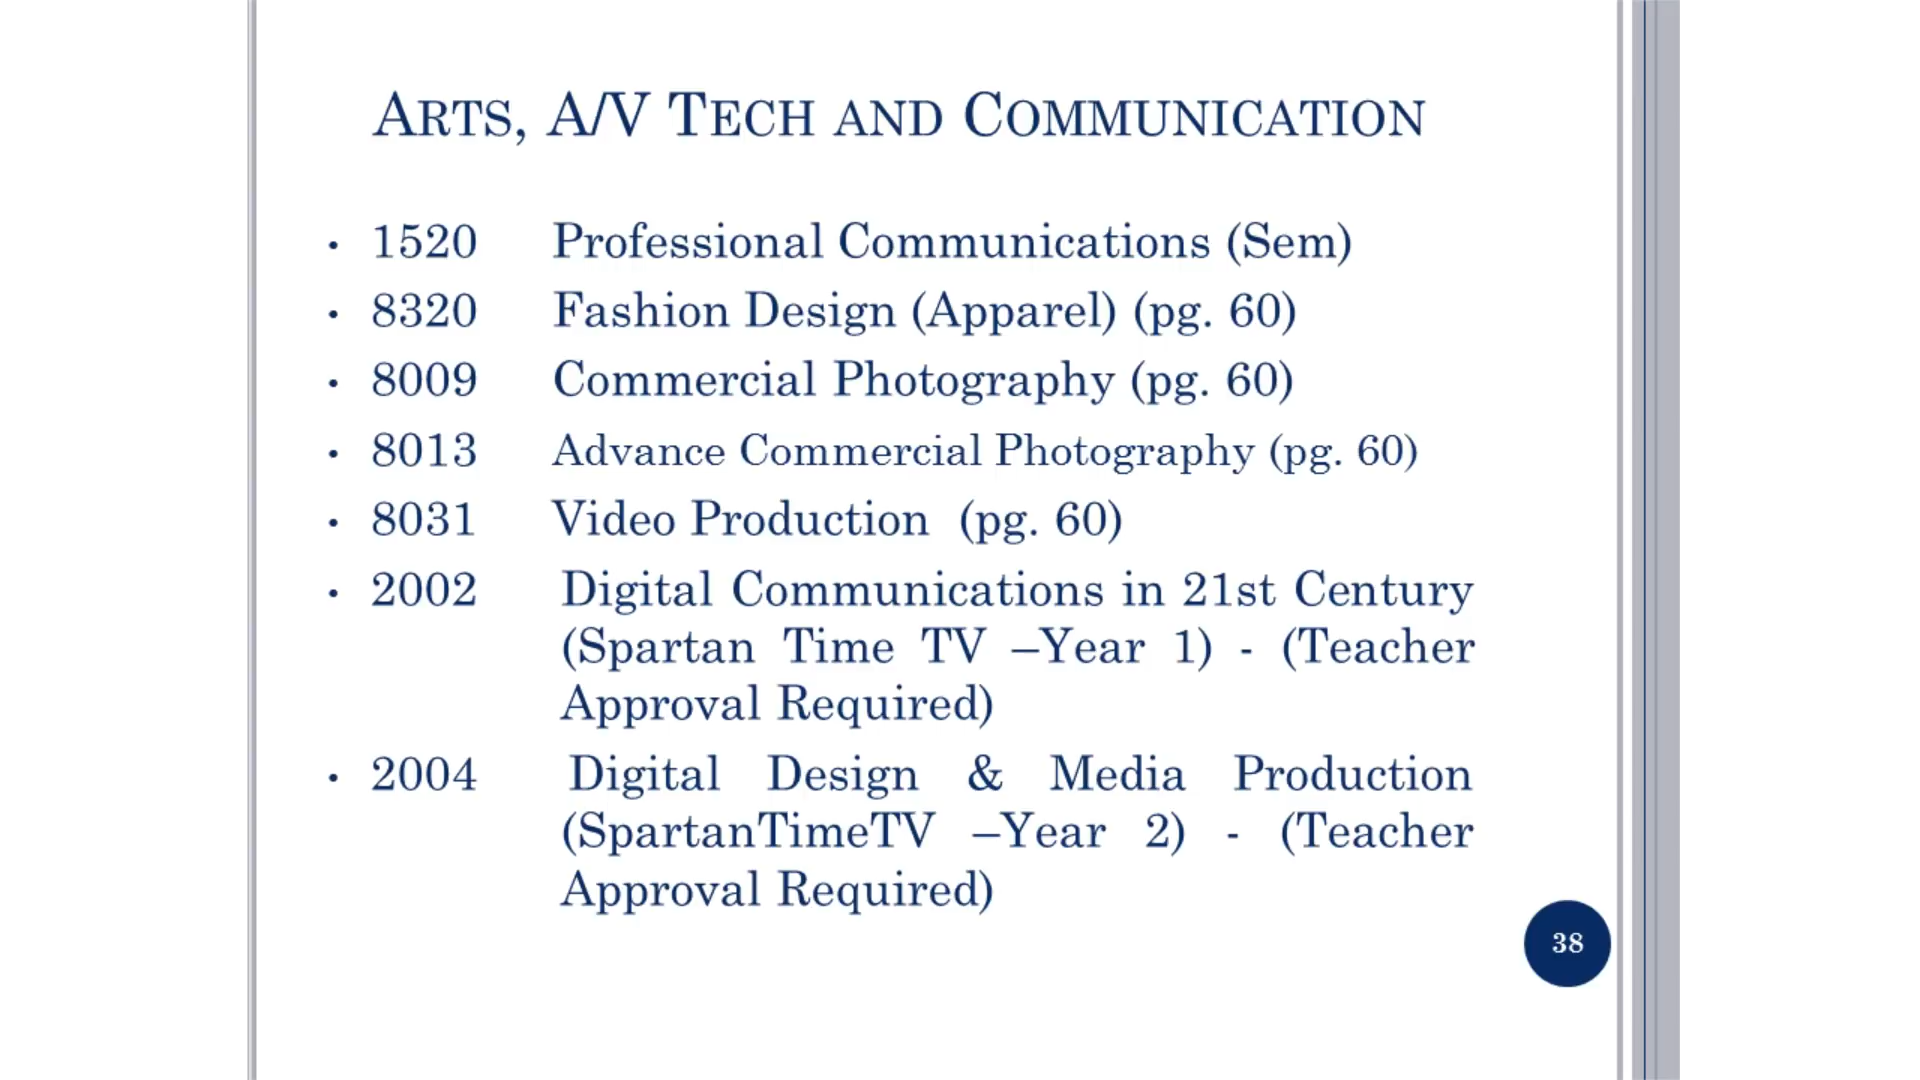 ARTS, A/V TECH AND COMMUNICATION
• 1520 Professional Communications (Sem)
• 8320 Fashion Design (Apparel) (pg. 60)
• 8009 Commercial Photography (pg. 60)
• 8013 Advance Commercial Photography (pg. 60)
• 8031 Video Production (pg. 60)
• 2002 Digital Communications in 21st Century
(Spartan Time TV –Year 1) - (Teacher
Approval Required)
• 2004 Digital Design & Media Production
(SpartanTimeTV –Year 2) - (Teacher
Approval Required)
38